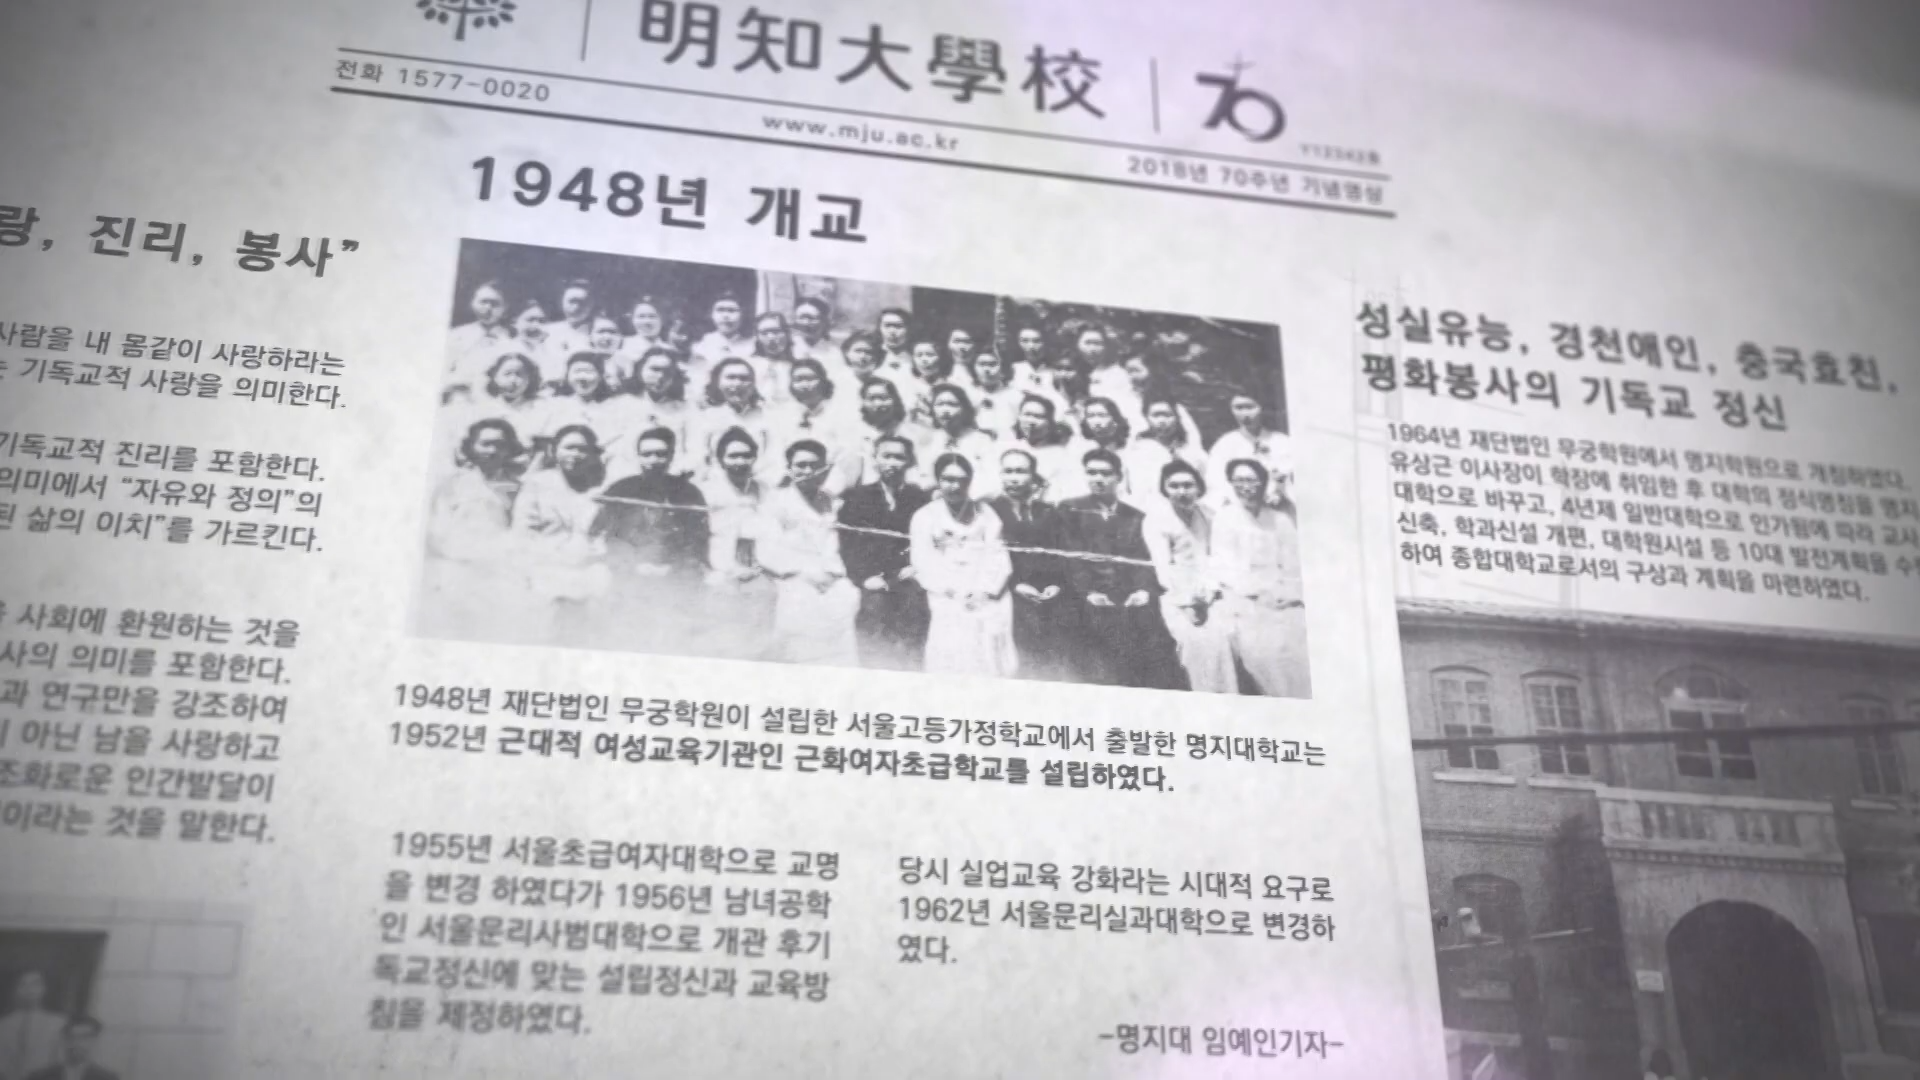 明知大學校
70
전화 1577-0020
www.mju.ac.kr
2018년 70주년 기념영상
1948년 개교
랑, 진리, 봉사”
사람을 내 몸같이 사랑하라는
기독교적 사랑을 의미한다.
기독교적 진리를 포함한다.
의미에서 “자유와 정의”의
된 삶의 이치”를 가르킨다.
사회에 환원하는 것을
사의 의미를 포함한다.
과 연구만을 강조하여
아닌 남을 사랑하고
조화로운 인간발달이
이라는 것을 말한다.
1948년 재단법인 무궁학원이 설립한 서울고등가정학교에서 출발한 명지대학교는
1952년 근대적 여성교육기관인 근화여자초급학교를 설립하였다.
1955년 서울초급여자대학으로 교명
을 변경 하였다가 1956년 남녀공학
인 서울문리사범대학으로 개관 후기
독교정신에 맞는 설립정신과 교육방
침을 제정하였다.
당시 실업교육 강화라는 시대적 요구로
1962년 서울문리실과대학으로 변경하
였다.
-명지대 임예인기자-
성실유능, 경천애인, 충국효친,
평화봉사의 기독교 정신
1964년 재단법인 무궁학원에서 명지학원으로 개칭하였다.
유상근 이사장이 학장에 취임한 후 대학의 정식명칭을 명지
대학으로 바꾸고, 4년제 일반대학으로 인가됨에 따라 교사
신축, 학과신설 개편, 대학원시설 등 10대 발전계획을 수
하여 종합대학교로서의 구상과 계획을 마련하였다.